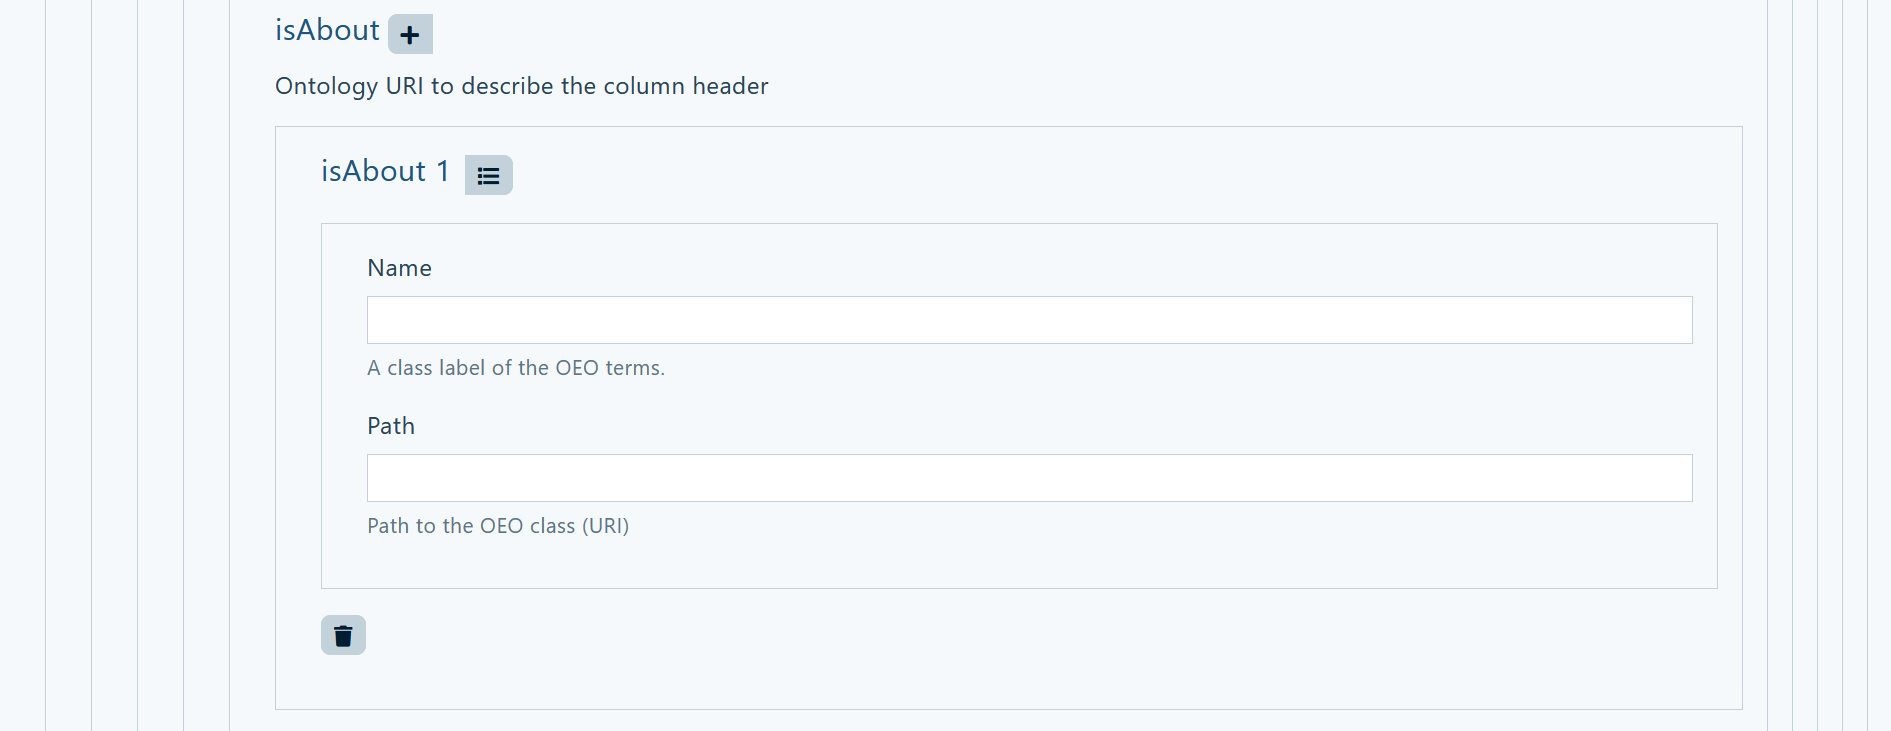 isAbout
Ontology URI to describe the column header
isAbout 1
Name
A class label of the OEO terms.
Path
Path to the OEO class (URI)